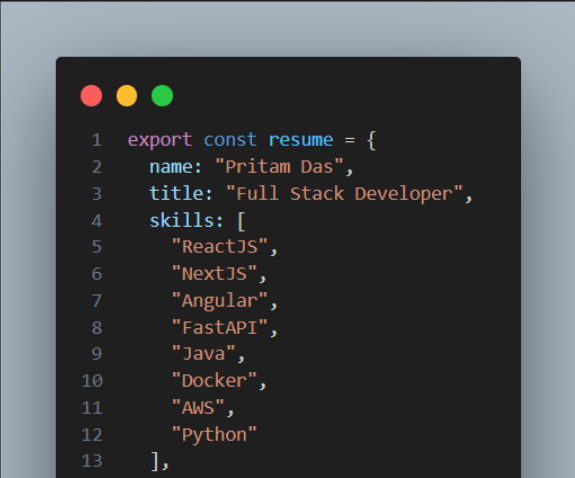 1 export const resume = {
2 name: "Pritam Das",
3 title: "Full Stack Developer",
4 skills: [
5 "ReactJS",
6 "NextJS",
7 "Angular",
8 "FastAPI",
9 "Java",
10 "Docker",
11 "AWS",
12 "Python"
13 ],